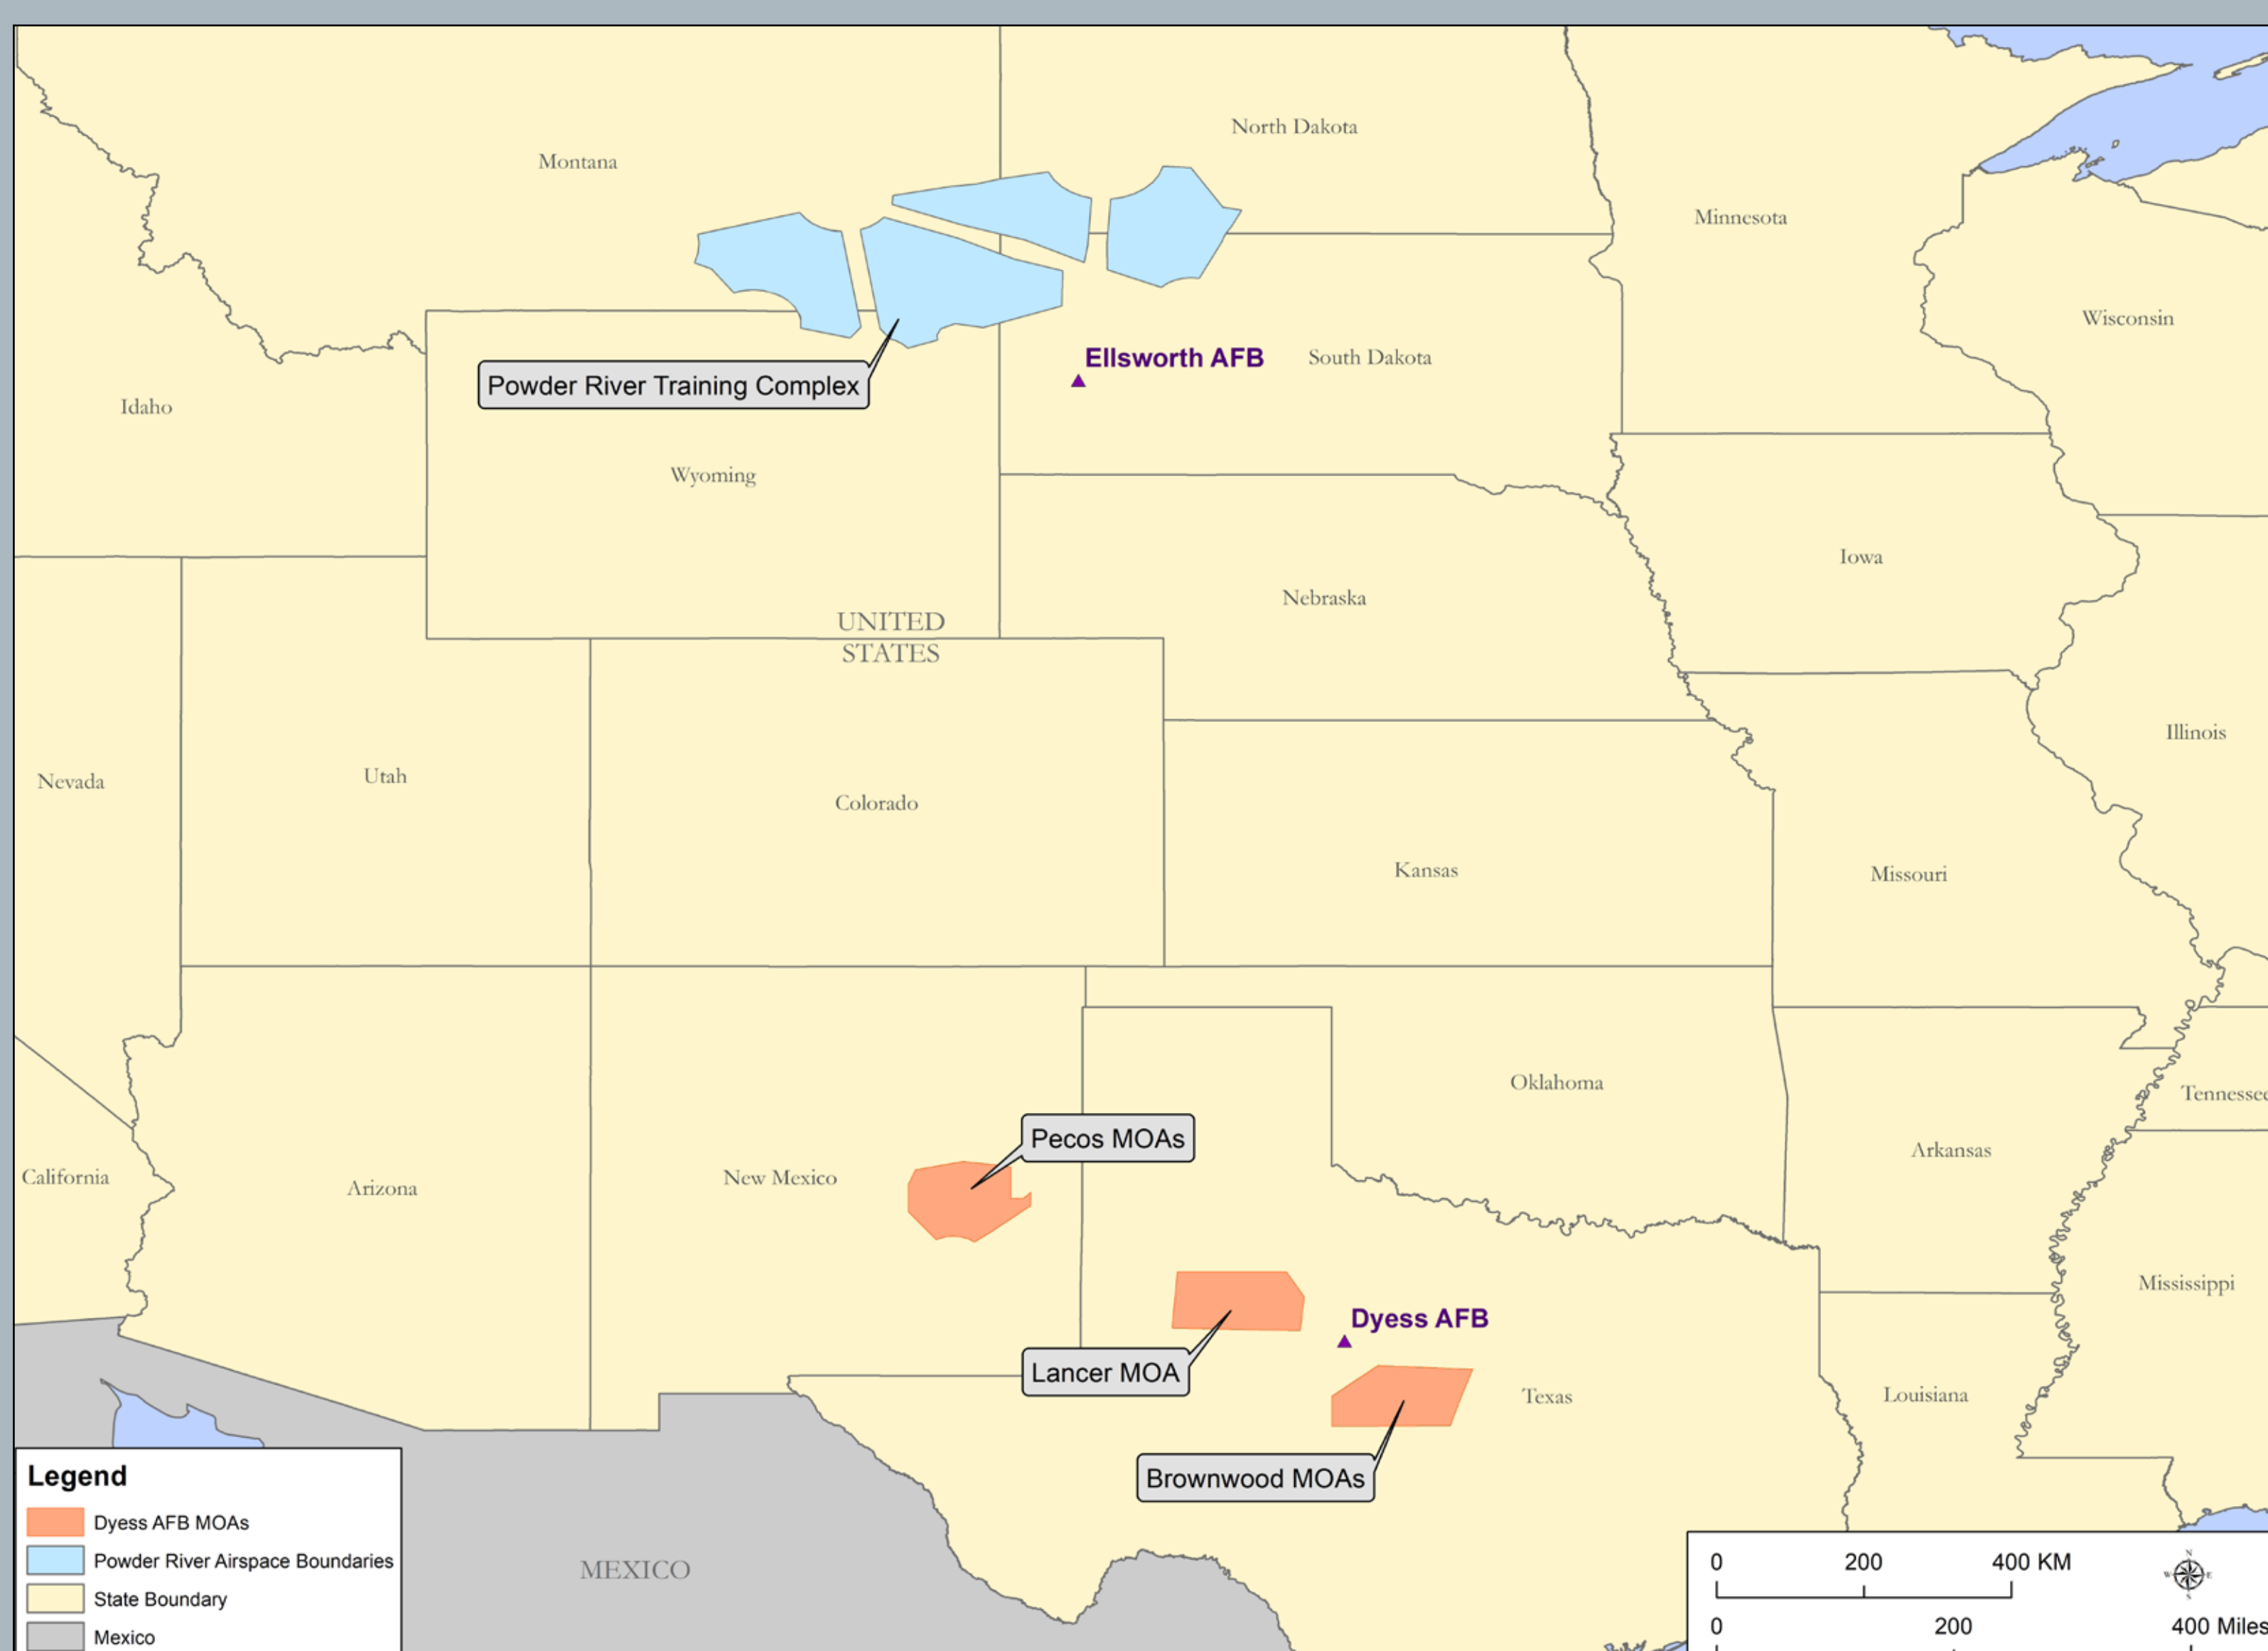 North Dakota
Montana
Minnesota
Wisconsin
Ellsworth AFB
South Dakota
Powder River Training Complex
Idaho
Wyoming
Iowa
Nebraska
UNITED
STATES
Illinois
Nevada
Utah
Colorado
Kansas
Missouri
Oklahoma
Tennessee
Pecos MOAs
Arkansas
California
Arizona
New Mexico
Mississippi
Dyess AFB
Lancer MOA
Texas
Louisiana
Brownwood MOAs
MEXICO
Legend
Dyess AFB MOAs
Powder River Airspace Boundaries
State Boundary
Mexico
0 200 400 KM
N
W E
S
0 200 400 Miles